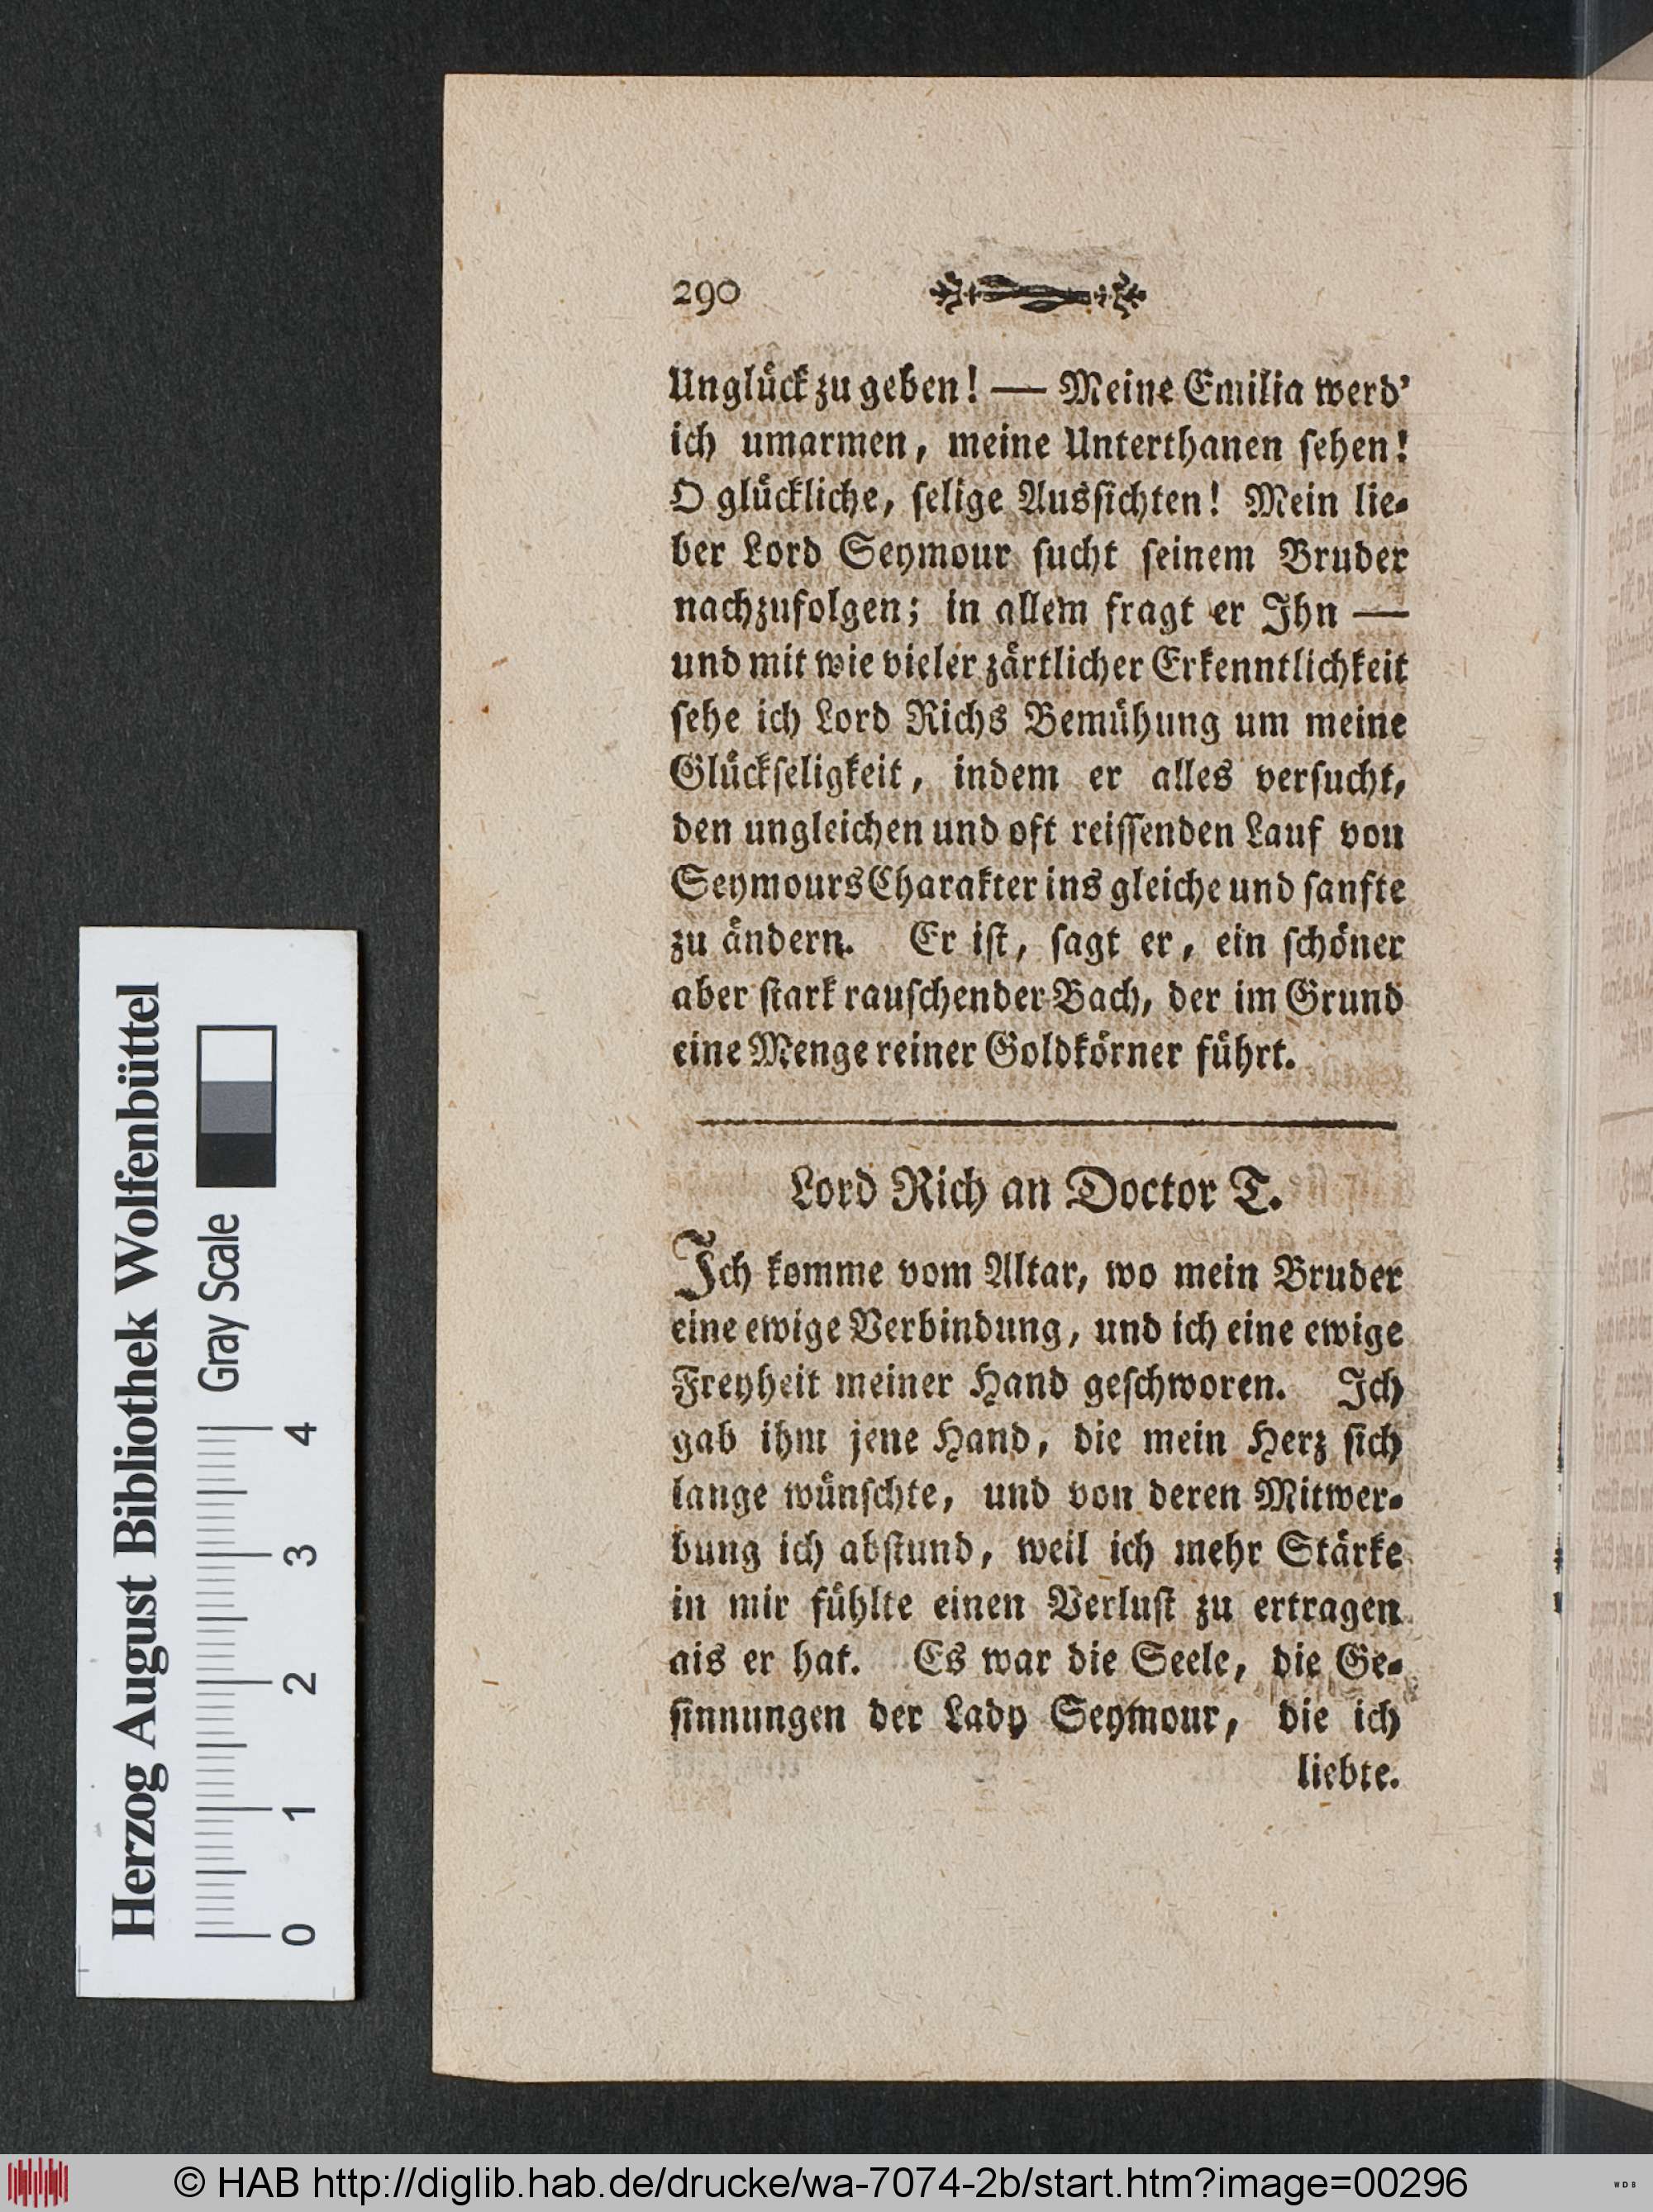 290
Unglück zu geben! — Meine Emilia werd'
ich umarmen, meine Unterthanen ſehen!
O glückliche, ſelige Ausſichten! Mein lie-
ber Lord Seymour ſucht ſeinem Bruder
nachzufolgen; in allem fragt er Ihn —
und mit wie vieler zärtlicher Erkenntlichkeit
ſehe ich Lord Richs Bemühung um meine
Glückſeligkeit, indem er alles verſucht,
den ungleichen und oft reiſſenden Lauf von
Seymours Charakter ins gleiche und ſanfte
zu ändern. Er iſt, ſagt er, ein ſchöner
aber ſtark rauſchender Bach, der im Grund
eine Menge reiner Goldkörner führt.
Lord Rich an Doctor T.
Ich komme vom Altar, wo mein Bruder
eine ewige Verbindung, und ich eine ewige
Freyheit meiner Hand geſchworen. Ich
gab ihm jene Hand, die mein Herz ſich
lange wünſchte, und von deren Mitwer-
bung ich abſtund, weil ich mehr Stärke
in mir fühlte einen Verluſt zu ertragen
ais er hat. Es war die Seele, die Ge-
ſinnungen der Lady Seymour, die ich
liebte.
Herzog August Bibliothek Wolfenbüttel
Gray Scale
0 1 2 3 4
© HAB http://diglib.hab.de/drucke/wa-7074-2b/start.htm?image=00296
WDB